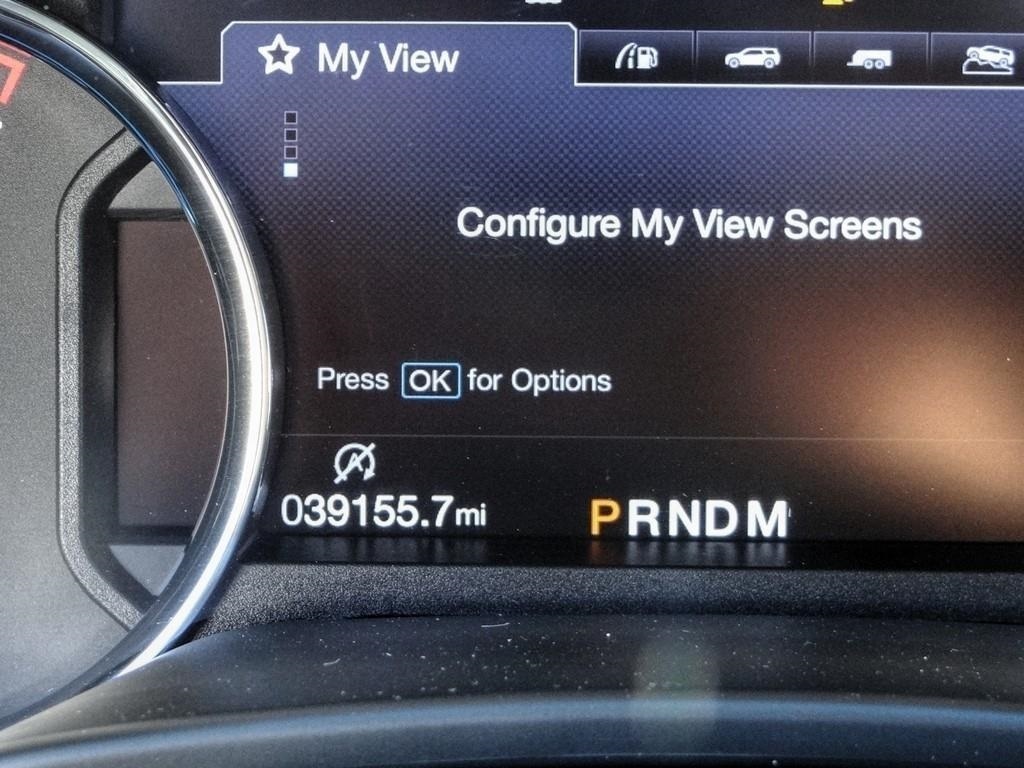 My View
Configure My View Screens
Press OK for Options
039155.7mi
PRNDM